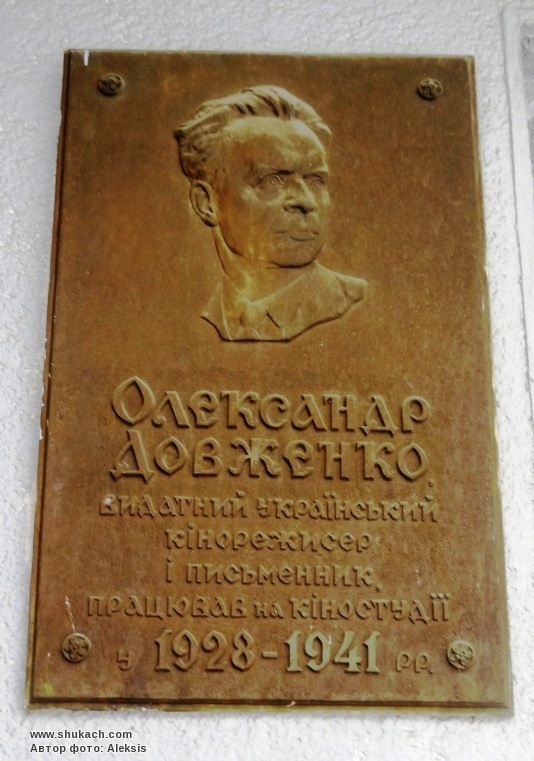 Олександр
Довженко,
видатний український
кінорежисер
і письменник,
працював на кіностудії
у 1928-1941 рр.
www.shukach.com
Автор фото: Aleksis